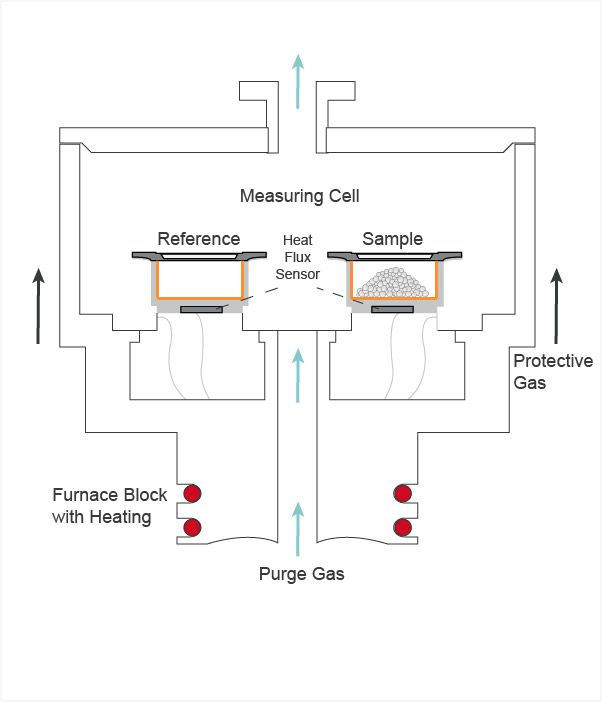 Measuring Cell
Reference
Heat
Flux
Sensor
Sample
Protective
Gas
Furnace Block
with Heating
Purge Gas